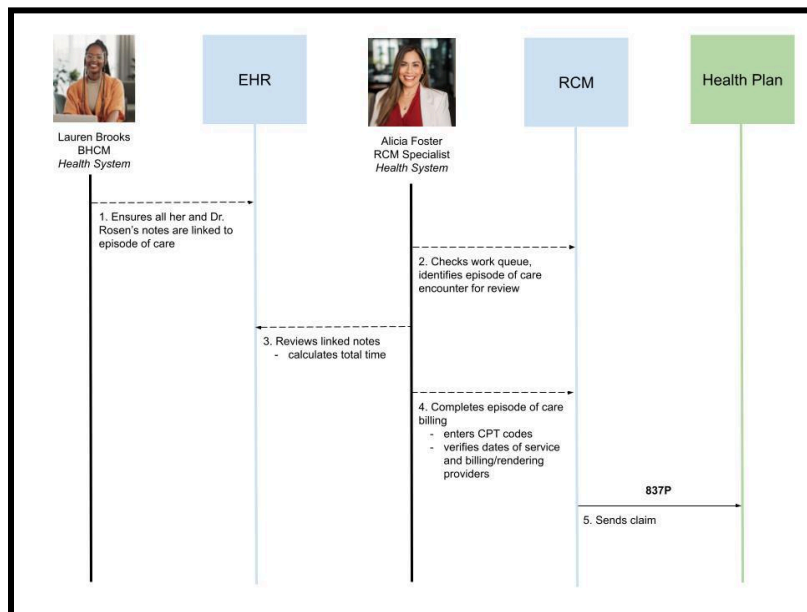 EHR
RCM
Health Plan
Lauren Brooks
BHCM
Health System
Alicia Foster
RCM Specialist
Health System
1. Ensures all her and Dr.
Rosen's notes are linked to
episode of care
2. Checks work queue,
identifies episode of care
encounter for review
3. Reviews linked notes
- calculates total time
4. Completes episode of care
billing
- enters CPT codes
- verifies dates of service
and billing/rendering
providers
837P
5. Sends claim